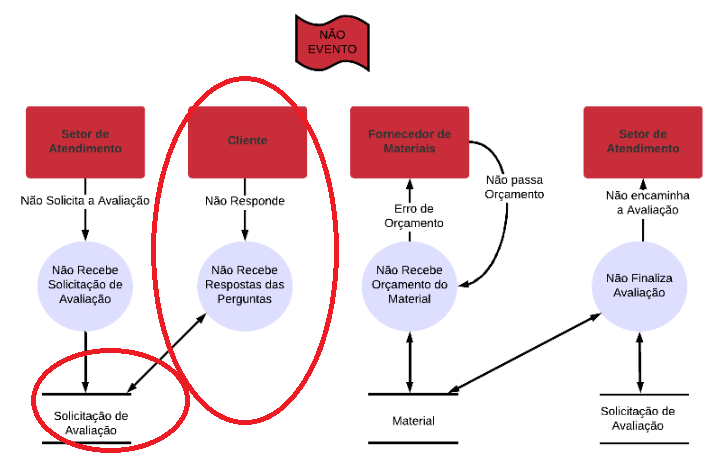 NÃO
EVENTO
Setor de
Atendimento
Cliente
Fornecedor de
Materiais
Setor de
Atendimento
Não Solicita a Avaliação
Não Responde
Erro de
Orçamento
Não passa
Orçamento
Não encaminha
a Avaliação
Não Recebe
Solicitação de
Avaliação
Não Recebe
Respostas das
Perguntas
Não Recebe
Orçamento do
Material
Não Finaliza
Avaliação
Solicitação de
Avaliação
Material
Solicitação de
Avaliação